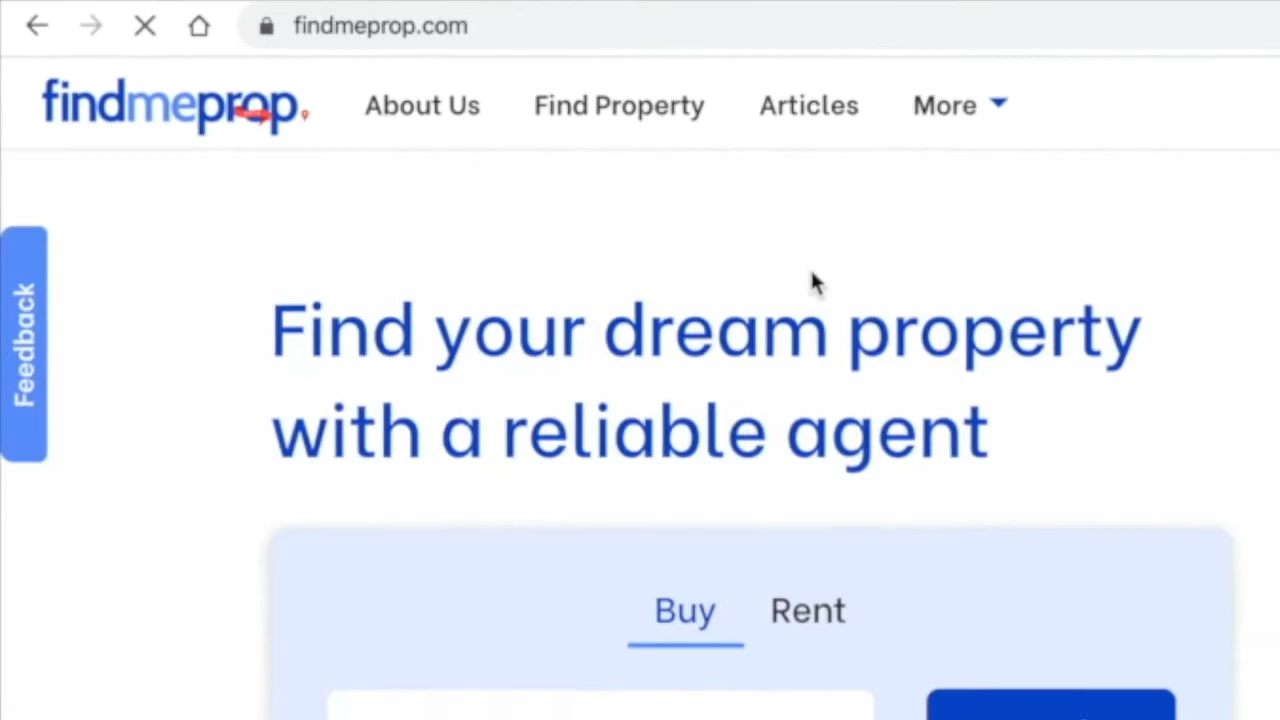 findmeprop.com
findmeprop.
About Us
Find Property
Articles
More
Feedback
Find your dream property
with a reliable agent
Buy
Rent